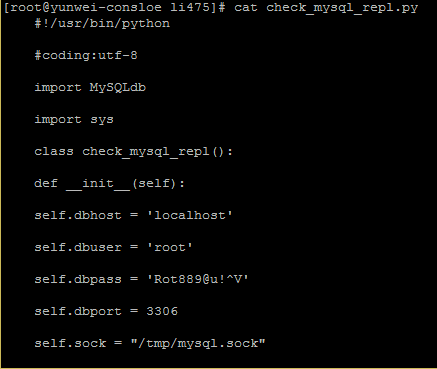 [root@yunwei-consloe li475]# cat check_mysql_repl.py
#!/usr/bin/python
#coding:utf-8
import MySQLdb
import sys
class check_mysql_repl():
def __init__(self):
self.dbhost = 'localhost'
self.dbuser = 'root'
self.dbpass = 'Rot889@u!^V'
self.dbport = 3306
self.sock = "/tmp/mysql.sock"